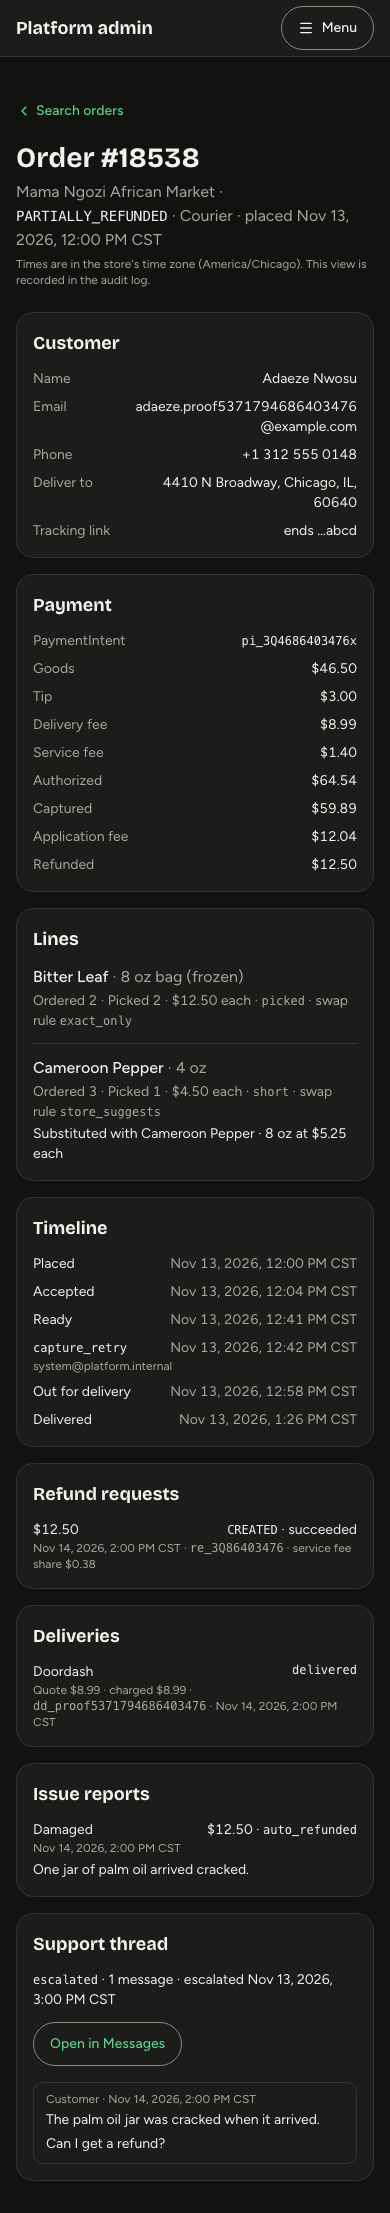 Platform admin
Menu
Search orders
Order #18538
Mama Ngozi African Market ·
PARTIALLY_REFUNDED · Courier · placed Nov 13,
2026, 12:00 PM CST
Times are in the store's time zone (America/Chicago). This view is
recorded in the audit log.
Customer
Name Adaeze Nwosu
Email adaeze.proof5371794686403476
@example.com
Phone +1 312 555 0148
Deliver to 4410 N Broadway, Chicago, IL,
60640
Tracking link ends …abcd
Payment
PaymentIntent pi_3Q4686403476x
Goods $46.50
Tip $3.00
Delivery fee $8.99
Service fee $1.40
Authorized $64.54
Captured $59.89
Application fee $12.04
Refunded $12.50
Lines
Bitter Leaf · 8 oz bag (frozen)
Ordered 2 · Picked 2 · $12.50 each · picked · swap
rule exact_only
Cameroon Pepper · 4 oz
Ordered 3 · Picked 1 · $4.50 each · short · swap
rule store_suggests
Substituted with Cameroon Pepper · 8 oz at $5.25
each
Timeline
Placed Nov 13, 2026, 12:00 PM CST
Accepted Nov 13, 2026, 12:04 PM CST
Ready Nov 13, 2026, 12:41 PM CST
capture_retry Nov 13, 2026, 12:42 PM CST
system@platform.internal
Out for delivery Nov 13, 2026, 12:58 PM CST
Delivered Nov 13, 2026, 1:26 PM CST
Refund requests
$12.50 CREATED · succeeded
Nov 14, 2026, 2:00 PM CST · re_3Q86403476 · service fee
share $0.38
Deliveries
Doordash delivered
Quote $8.99 · charged $8.99 ·
dd_proof5371794686403476 · Nov 14, 2026, 2:00 PM
CST
Issue reports
Damaged $12.50 · auto_refunded
Nov 14, 2026, 2:00 PM CST
One jar of palm oil arrived cracked.
Support thread
escalated · 1 message · escalated Nov 13, 2026,
3:00 PM CST
Open in Messages
Customer · Nov 14, 2026, 2:00 PM CST
The palm oil jar was cracked when it arrived.
Can I get a refund?